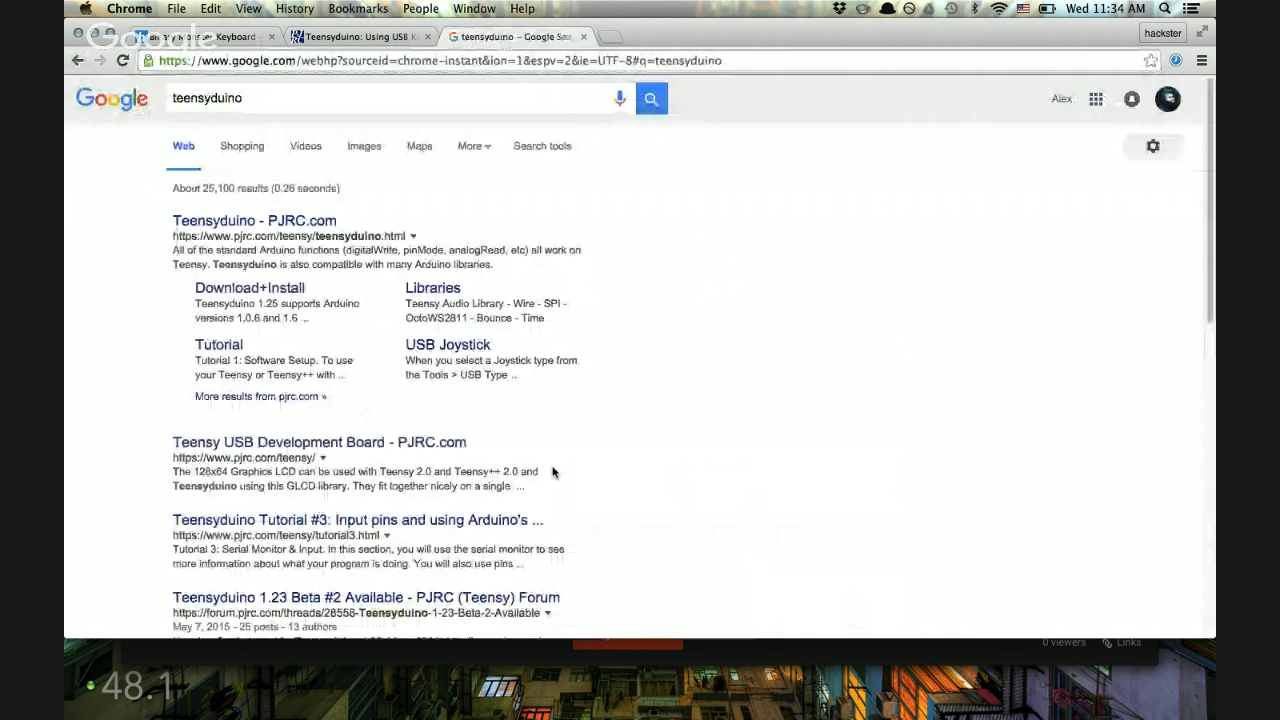 Chrome File Edit View History Bookmarks People Window Help Wed 11:34 AM
Google
Monster Keyboard Teensyduino: Using USB K teensyduino - Google Sea hackster
https://www.google.com/webhp?sourceid=chrome-instant&ion=1&espv=2&ie=UTF-8#q=teensyduino
Google teensyduino Alex
Web Shopping Videos Images Maps More Search tools
About 25,100 results (0.26 seconds)
Teensyduino - PJRC.com
https://www.pjrc.com/teensy/teensyduino.html
All of the standard Arduino functions (digitalWrite, pinMode, analogRead, etc) all work on
Teensy. Teensyduino is also compatible with many Arduino libraries.
Download+Install
Teensyduino 1.25 supports Arduino
versions 1.0.6 and 1.6 ...
Libraries
Teensy Audio Library - Wire - SPI -
OctoWS2811 - Bounce - Time
Tutorial
Tutorial 1: Software Setup. To use
your Teensy or Teensy++ with ...
USB Joystick
When you select a Joystick type from
the Tools > USB Type ...
More results from pjrc.com »
Teensy USB Development Board - PJRC.com
https://www.pjrc.com/teensy/
The 128x64 Graphics LCD can be used with Teensy 2.0 and Teensy++ 2.0 and
Teensyduino using this GLCD library. They fit together nicely on a single ...
Teensyduino Tutorial #3: Input pins and using Arduino's ...
https://www.pjrc.com/teensy/tutorial3.html
Tutorial 3: Serial Monitor & Input. In this section, you will use the serial monitor to see
more information about what your program is doing. You will also use pins ...
Teensyduino 1.23 Beta #2 Available - PJRC (Teensy) Forum
https://forum.pjrc.com/threads/28558-Teensyduino-1-23-Beta-2-Available
May 7, 2015 - 25 posts - 13 authors
0 viewers Links
48.1